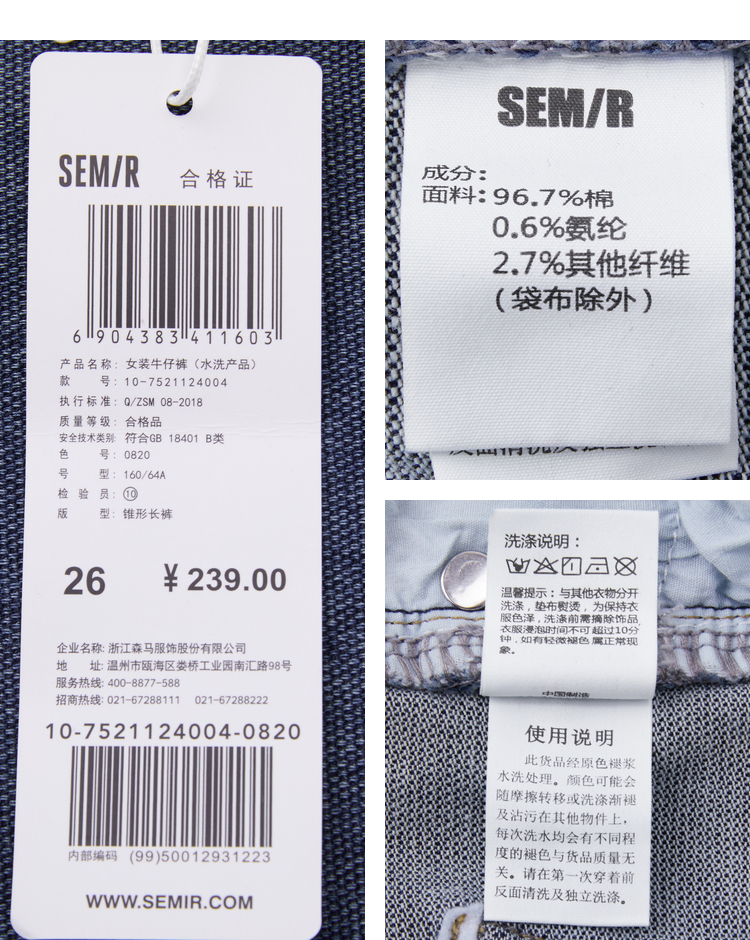 SEM/R 合格证
6 904383 411603
产品名称：女装牛仔裤（水洗产品）
款号：10-7521124004
执行标准：Q/ZSM 08-2018
质量等级：合格品
安全技术类别：符合GB 18401 B类
色号：0820
号型：160/64A
检验员：⑩
版型：锥形长裤
26 ¥239.00
企业名称：浙江森马服饰股份有限公司
地址：温州市瓯海区娄桥工业园南汇路98号
服务热线：400-8877-588
招商热线：021-67288111 021-67288222
10-7521124004-0820
内部编码 (99)50012931223
WWW.SEMIR.COM
SEM/R
成分：
面料：96.7%棉
0.6%氨纶
2.7%其他纤维
(袋布除外)
洗涤说明：
温馨提示：与其他衣物分开
洗涤，垫布熨烫，为保持衣
服色泽，洗涤前需摘除饰品
衣服浸泡时间不可超过10分
钟，如有轻微褪色属正常现
象。
中国制造
使用说明
此货品经原色褪浆
水洗处理。颜色可能会
随摩擦转移或洗涤渐褪
及沾污在其他物件上，
每次洗水均会有不同程
度的褪色与货品质量无
关。请在第一次穿着前
反面清洗及独立洗涤。